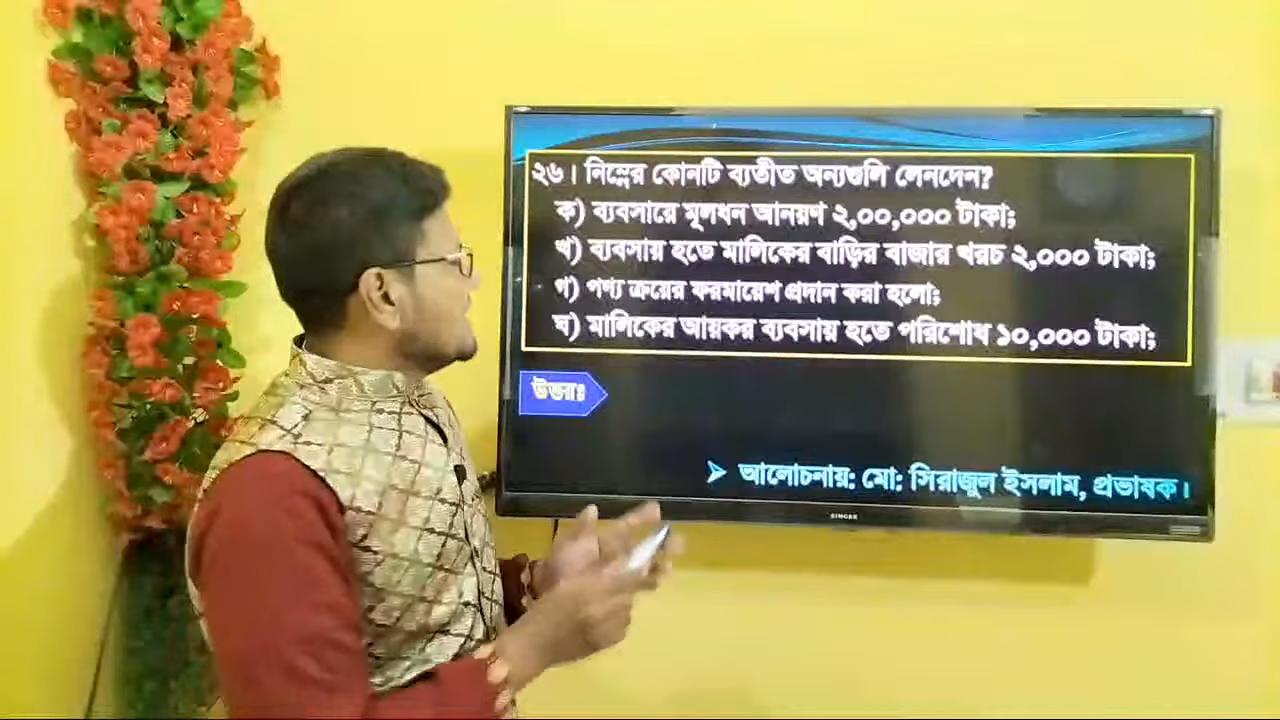 ২৬। নিম্নের কোনটি ব্যতীত অন্যগুলি লেনদেন?
ক) ব্যবসায়ে মূলধন আনয়ণ ২,০০,০০০ টাকা;
খ) ব্যবসায় হতে মালিকের বাড়ির বাজার খরচ ২,০০০ টাকা;
গ) পণ্য ক্রয়ের ফরমায়েশ প্রদান করা হলো;
ঘ) মালিকের আয়কর ব্যবসায় হতে পরিশোধ ১০,০০০ টাকা;
উত্তরঃ
➢ আলোচনায়: মো: সিরাজুল ইসলাম, প্রভাষক।
SINGER